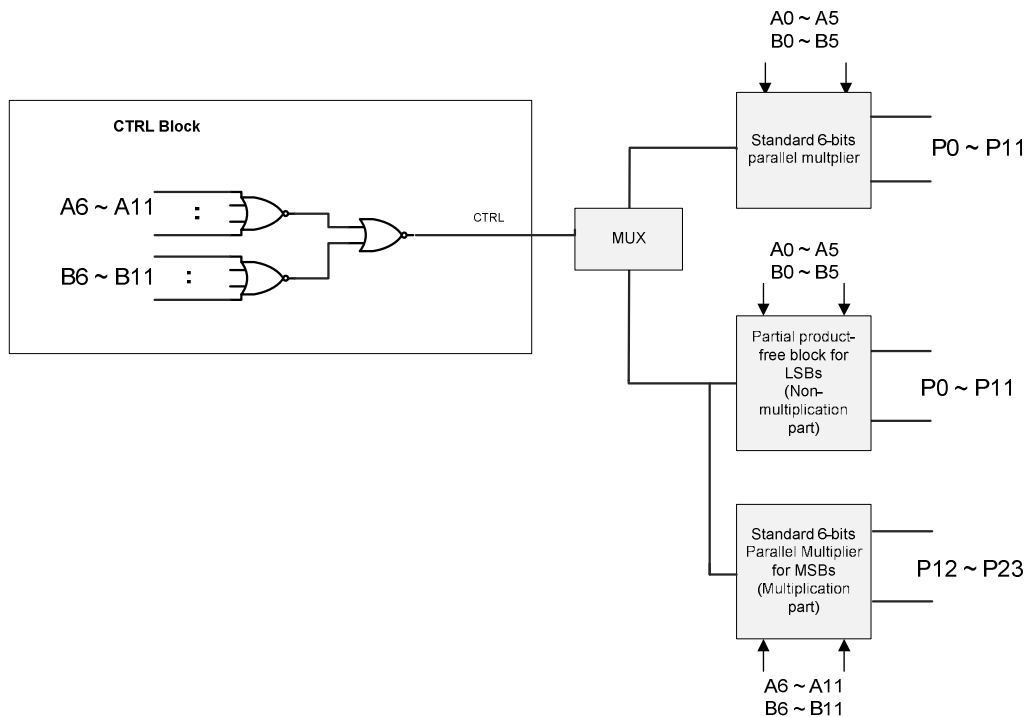 A0 ~ A5
B0 ~ B5
CTRL Block
Standard 6-bits
parallel multplier
P0 ~ P11
A6 ~ A11
:
CTRL
MUX
B6 ~ B11
:
A0 ~ A5
B0 ~ B5
Partial product-
free block for
LSBs
(Non-
multiplication
part)
P0 ~ P11
Standard 6-bits
Parallel Multiplier
for MSBs
(Multiplication
part)
P12 ~ P23
A6 ~ A11
B6 ~ B11